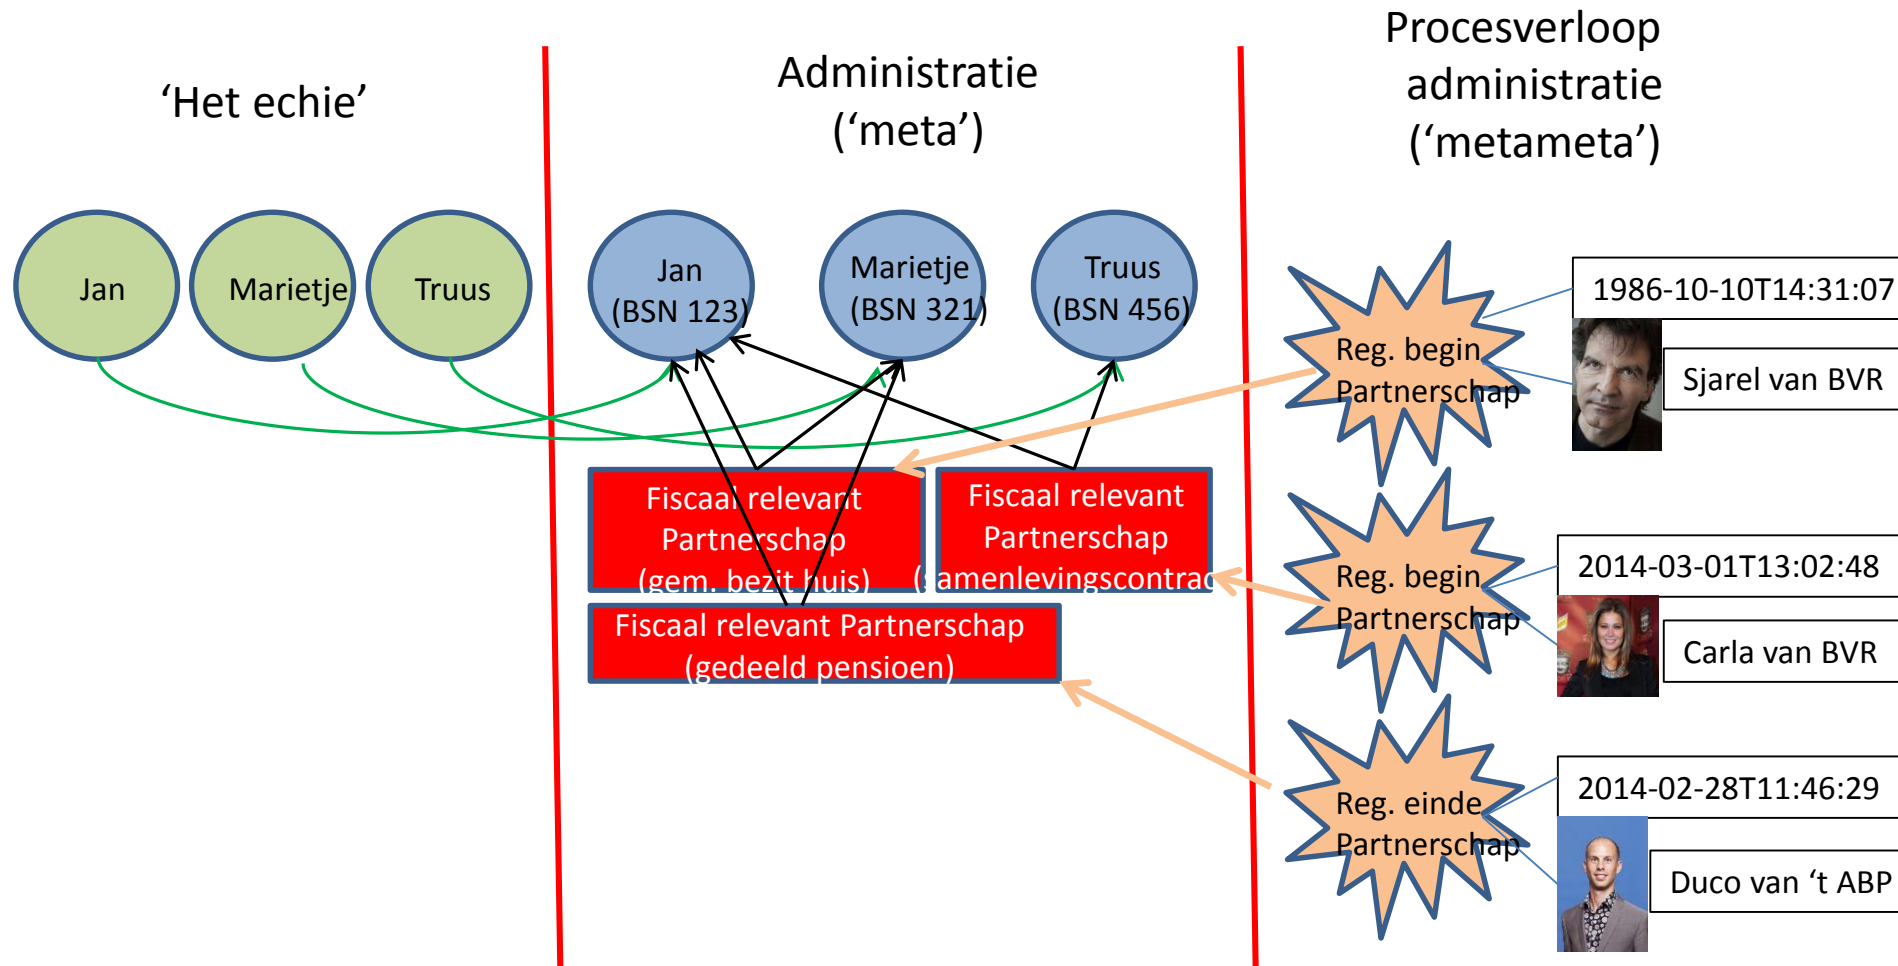 ‘Het echie’
Administratie
(‘meta’)
Procesverloop
administratie
(‘metameta’)
Jan
Marietje
Truus
Jan
(BSN 123)
Marietje
(BSN 321)
Truus
(BSN 456)
Fiscaal relevant
Partnerschap
(gem. bezit huis)
Fiscaal relevant
Partnerschap
(samenlevingscontrac
Fiscaal relevant Partnerschap
(gedeeld pensioen)
Reg. begin
Partnerschap
1986-10-10T14:31:07
Sjarel van BVR
Reg. begin
Partnerschap
2014-03-01T13:02:48
Carla van BVR
Reg. einde
Partnerschap
2014-02-28T11:46:29
Duco van ‘t ABP